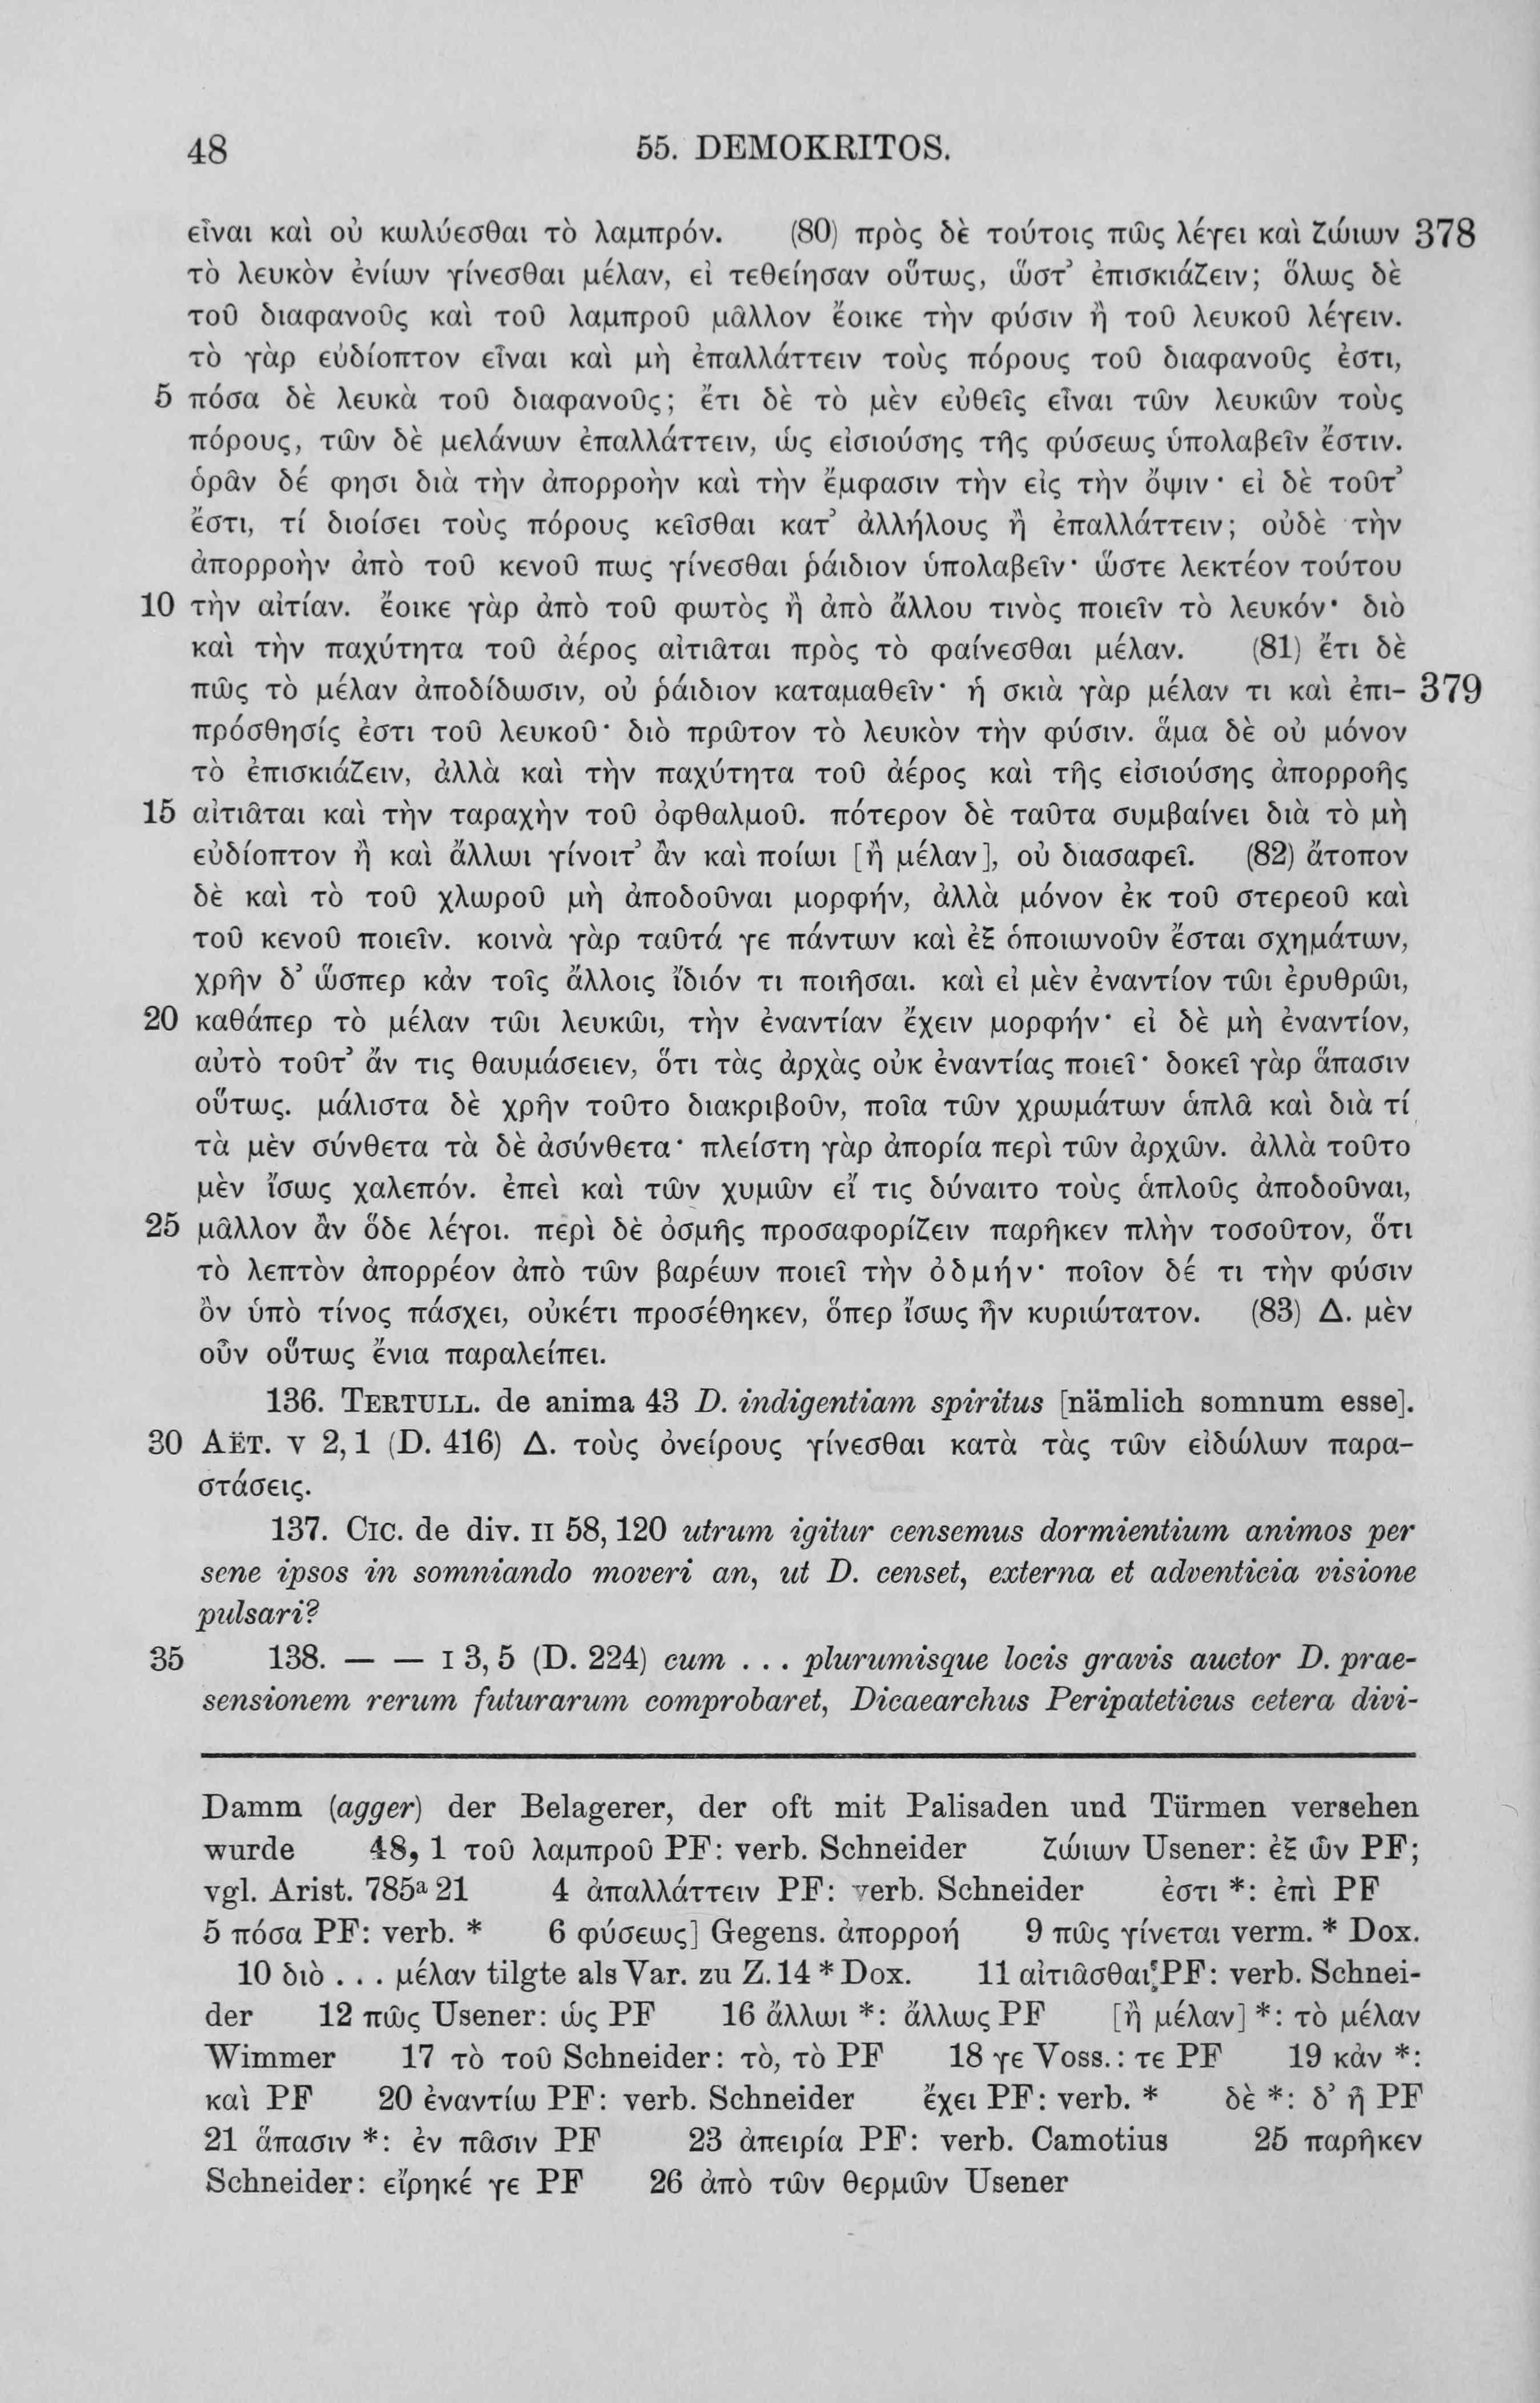 48 55. DEMOKRITOS.
εἶναι καὶ οὐ κωλύεσθαι τὸ λαμπρόν. (80) πρὸς δὲ τούτοις πῶς λέγει καὶ ζώιων 378
τὸ λευκὸν ἐνίων γίνεσθαι μέλαν, εἰ τεθείησαν οὕτως, ὥστ’ ἐπισκιάζειν; ὅλως δὲ
τοῦ διαφανοῦς καὶ τοῦ λαμπροῦ μᾶλλον ἔοικε τὴν φύσιν ἢ τοῦ λευκοῦ λέγειν.
τὸ γὰρ εὐδίοπτον εἶναι καὶ μὴ ἐπαλλάττειν τοὺς πόρους τοῦ διαφανοῦς ἐστι,
5 πόσα δὲ λευκὰ τοῦ διαφανοῦς; ἔτι δὲ τὸ μὲν εὐθεῖς εἶναι τῶν λευκῶν τοὺς
πόρους, τῶν δὲ μελάνων ἐπαλλάττειν, ὡς εἰσιούσης τῆς φύσεως ὑπολαβεῖν ἔστιν.
ὁρᾶν δέ φησι διὰ τὴν ἀπορροὴν καὶ τὴν ἔμφασιν τὴν εἰς τὴν ὄψιν· εἰ δὲ τοῦτ’
ἔστι, τί διοίσει τοὺς πόρους κεῖσθαι κατ’ ἀλλήλους ἢ ἐπαλλάττειν; οὐδὲ τὴν
ἀπορροὴν ἀπὸ τοῦ κενοῦ πως γίνεσθαι ῥάιδιον ὑπολαβεῖν· ὥστε λεκτέον τούτου
10 τὴν αἰτίαν. ἔοικε γὰρ ἀπὸ τοῦ φωτὸς ἢ ἀπὸ ἄλλου τινὸς ποιεῖν τὸ λευκόν· διὸ
καὶ τὴν παχύτητα τοῦ ἀέρος αἰτιᾶται πρὸς τὸ φαίνεσθαι μέλαν. (81) ἔτι δὲ
πῶς τὸ μέλαν ἀποδίδωσιν, οὐ ῥάιδιον καταμαθεῖν· ἡ σκιὰ γὰρ μέλαν τι καὶ ἐπι- 379
πρόσθησίς ἐστι τοῦ λευκοῦ· διὸ πρῶτον τὸ λευκὸν τὴν φύσιν. ἅμα δὲ οὐ μόνον
τὸ ἐπισκιάζειν, ἀλλὰ καὶ τὴν παχύτητα τοῦ ἀέρος καὶ τῆς εἰσιούσης ἀπορροῆς
15 αἰτιᾶται καὶ τὴν ταραχὴν τοῦ ὀφθαλμοῦ. πότερον δὲ ταῦτα συμβαίνει διὰ τὸ μὴ
εὐδίοπτον ἢ καὶ ἄλλωι γίνοιτ’ ἂν καὶ ποίωι [ἢ μέλαν], οὐ διασαφεῖ. (82) ἄτοπον
δὲ καὶ τὸ τοῦ χλωροῦ μὴ ἀποδοῦναι μορφήν, ἀλλὰ μόνον ἐκ τοῦ στερεοῦ καὶ
τοῦ κενοῦ ποιεῖν. κοινὰ γὰρ ταῦτά γε πάντων καὶ ἐξ ὁποιωνοῦν ἔσται σχημάτων,
χρῆν δ’ ὥσπερ κἀν τοῖς ἄλλοις ἴδιόν τι ποιῆσαι. καὶ εἰ μὲν ἐναντίον τῶι ἐρυθρῶι,
20 καθάπερ τὸ μέλαν τῶι λευκῶι, τὴν ἐναντίαν ἔχειν μορφήν· εἰ δὲ μὴ ἐναντίον,
αὐτὸ τοῦτ’ ἄν τις θαυμάσειεν, ὅτι τὰς ἀρχὰς οὐκ ἐναντίας ποιεῖ· δοκεῖ γὰρ ἅπασιν
οὕτως. μάλιστα δὲ χρῆν τοῦτο διακριβοῦν, ποῖα τῶν χρωμάτων ἁπλᾶ καὶ διὰ τί
τὰ μὲν σύνθετα τὰ δὲ ἀσύνθετα· πλείστη γὰρ ἀπορία περὶ τῶν ἀρχῶν. ἀλλὰ τοῦτο
μὲν ἴσως χαλεπόν. ἐπεὶ καὶ τῶν χυμῶν εἴ τις δύναιτο τοὺς ἁπλοῦς ἀποδοῦναι,
25 μᾶλλον ἂν ὅδε λέγοι. περὶ δὲ ὀσμῆς προσαφορίζειν παρῆκεν πλὴν τοσοῦτον, ὅτι
τὸ λεπτὸν ἀπορρέον ἀπὸ τῶν βαρέων ποιεῖ τὴν ὀδμήν· ποῖον δέ τι τὴν φύσιν
ὂν ὑπὸ τίνος πάσχει, οὐκέτι προσέθηκεν, ὅπερ ἴσως ἦν κυριώτατον. (83) Δ. μὲν
οὖν οὕτως ἔνια παραλείπει.
136. TERTULL. de anima 43 D. indigentiam spiritus [nämlich somnum esse].
30 AËT. V 2, 1 (D. 416) Δ. τοὺς ὀνείρους γίνεσθαι κατὰ τὰς τῶν εἰδώλων παρα-
στάσεις.
137. CIC. de div. II 58, 120 utrum igitur censemus dormientium animos per
sene ipsos in somniando moveri an, ut D. censet, externa et adventicia visione
pulsari?
35 138. — — I 3, 5 (D. 224) cum . . . plurumisque locis gravis auctor D. prae-
sensionem rerum futurarum comprobaret, Dicaearchus Peripateticus cetera divi-
Damm (agger) der Belagerer, der oft mit Palisaden und Türmen versehen
wurde 48, 1 τοῦ λαμπροῦ PF: verb. Schneider ζώιων Usener: ἐξ ὧν PF;
vgl. Arist. 785ᵃ 21 4 ἀπαλλάττειν PF: verb. Schneider ἐστι *: ἐπὶ PF
5 πόσα PF: verb. * 6 φύσεως] Gegens. ἀπορροή 9 πῶς γίνεται verm. * Dox.
10 διὸ . . . μέλαν tilgte als Var. zu Z. 14 * Dox. 11 αἰτιᾶσθαι PF: verb. Schnei-
der 12 πῶς Usener: ὡς PF 16 ἄλλωι *: ἄλλως PF [ἢ μέλαν] *: τὸ μέλαν
Wimmer 17 τὸ τοῦ Schneider: τὸ, τὸ PF 18 γε Voss.: τε PF 19 κἀν *:
καὶ PF 20 ἐναντίω PF: verb. Schneider ἔχει PF: verb. * δὲ *: δ’ ἢ PF
21 ἅπασιν *: ἐν πᾶσιν PF 23 ἀπειρία PF: verb. Camotius 25 παρῆκεν
Schneider: εἴρηκέ γε PF 26 ἀπὸ τῶν θερμῶν Usener